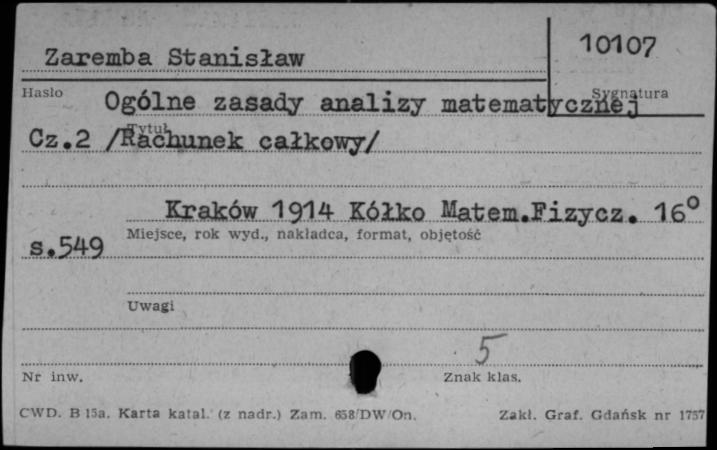 Zaremba Stanisław
10107
Hasło
Sygnatura
Ogólne zasady analizy matematycznej
Tytuł
Cz.2 /Rachunek całkowy/
Kraków 1914 Kółko Matem.Fizycz. 16°
Miejsce, rok wyd., nakładca, format, objętość
s.549
Uwagi
5
Nr inw.
Znak klas.
CWD. B 15a. Karta katal. (z nadr.) Zam. 658/DW/On.
Zakł. Graf. Gdańsk nr 1757